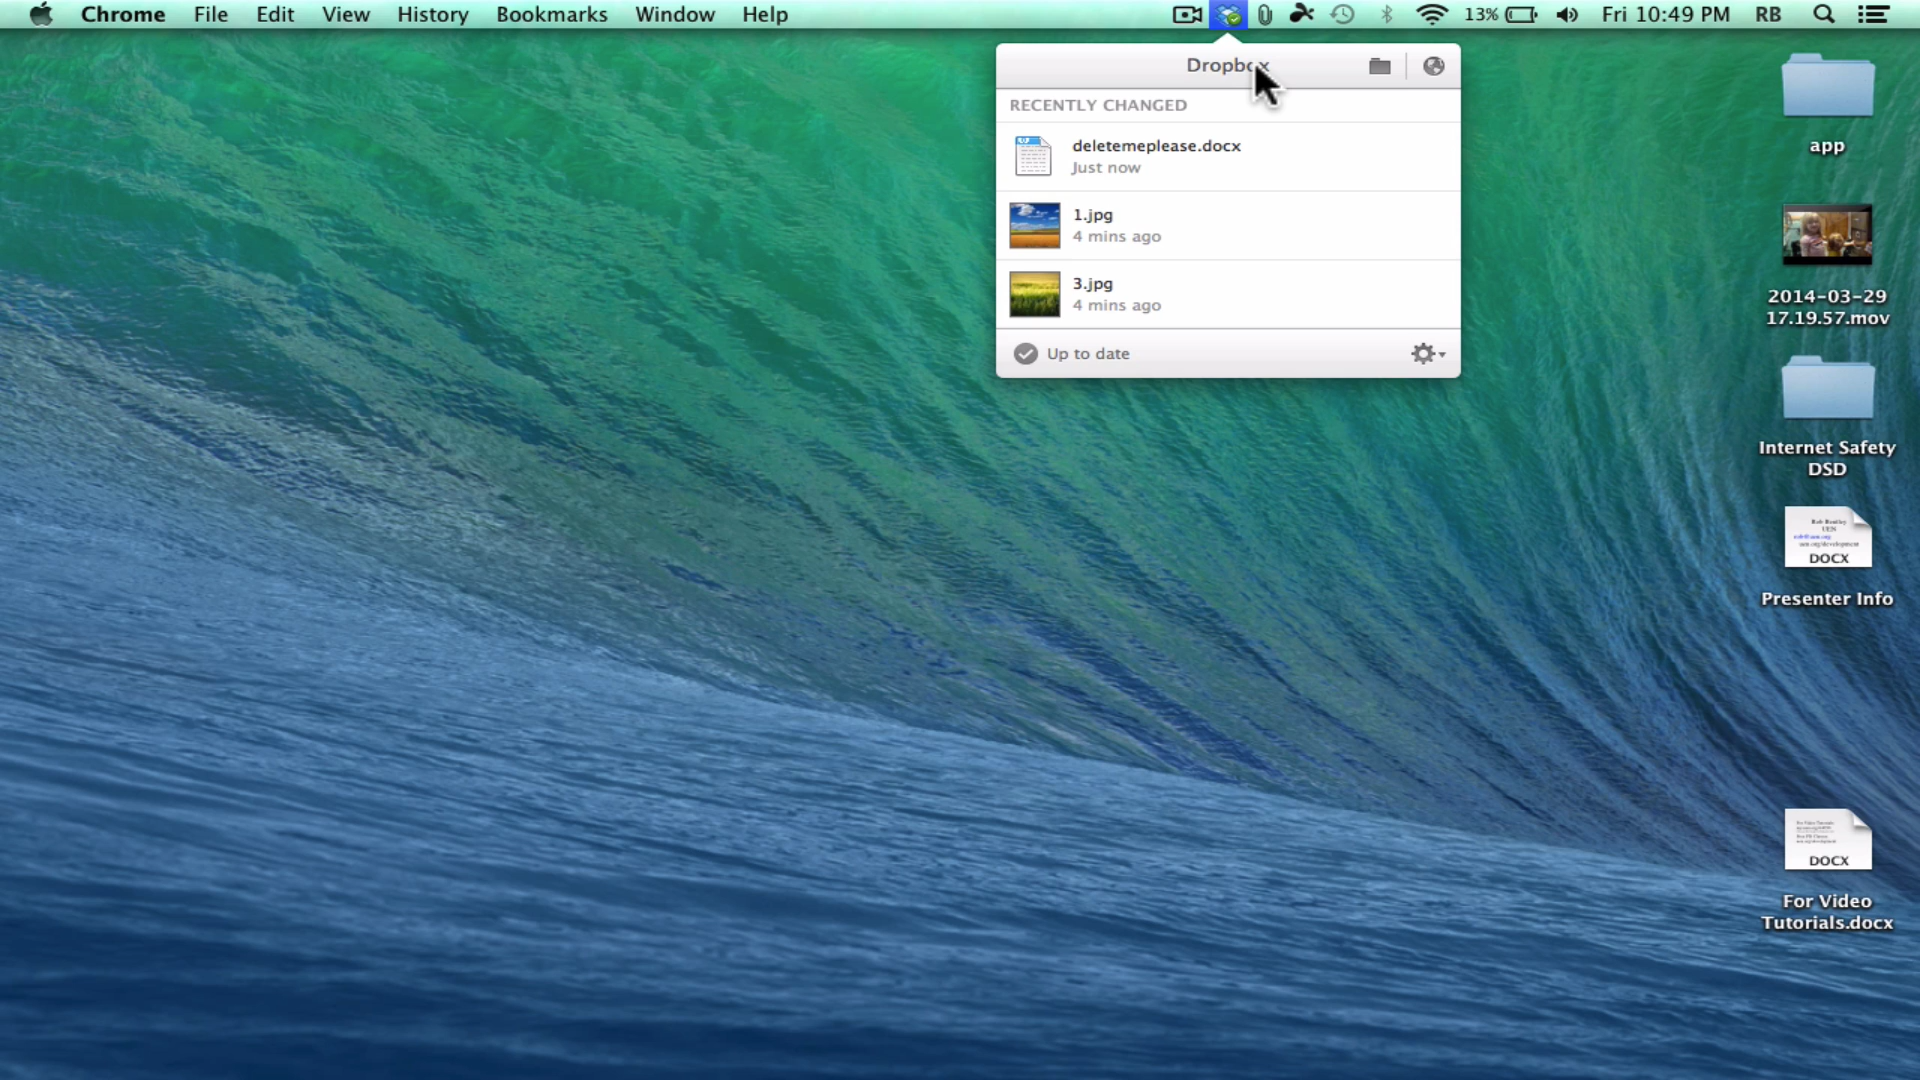 Chrome File Edit View History Bookmarks Window Help 13% Fri 10:49 PM RB
Dropbox
RECENTLY CHANGED
deletemeplease.docx
Just now
1.jpg
4 mins ago
3.jpg
4 mins ago
Up to date
app
2014-03-29
17.19.57.mov
Internet Safety
DSD
DOCX
Presenter Info
DOCX
For Video
Tutorials.docx